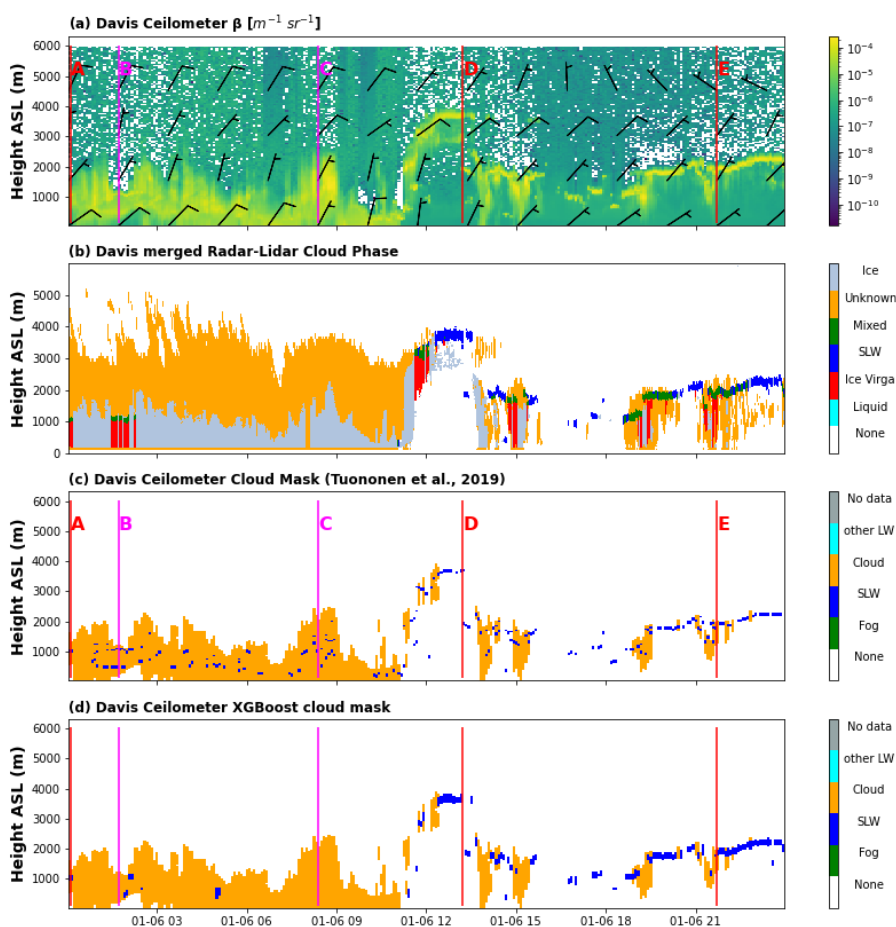 (a) Davis Ceilometer β [m⁻¹ sr⁻¹]
Height ASL (m)
6000
5000
4000
3000
2000
1000
A
B
C
D
E
10⁻⁴
10⁻⁵
10⁻⁶
10⁻⁷
10⁻⁸
10⁻⁹
10⁻¹⁰
(b) Davis merged Radar-Lidar Cloud Phase
Height ASL (m)
5000
4000
3000
2000
1000
0
Ice
Unknown
Mixed
SLW
Ice Virga
Liquid
None
(c) Davis Ceilometer Cloud Mask (Tuononen et al., 2019)
Height ASL (m)
6000
5000
4000
3000
2000
1000
A
B
C
D
E
No data
other LW
Cloud
SLW
Fog
None
(d) Davis Ceilometer XGBoost cloud mask
Height ASL (m)
6000
5000
4000
3000
2000
1000
No data
other LW
Cloud
SLW
Fog
None
01-06 03
01-06 06
01-06 09
01-06 12
01-06 15
01-06 18
01-06 21